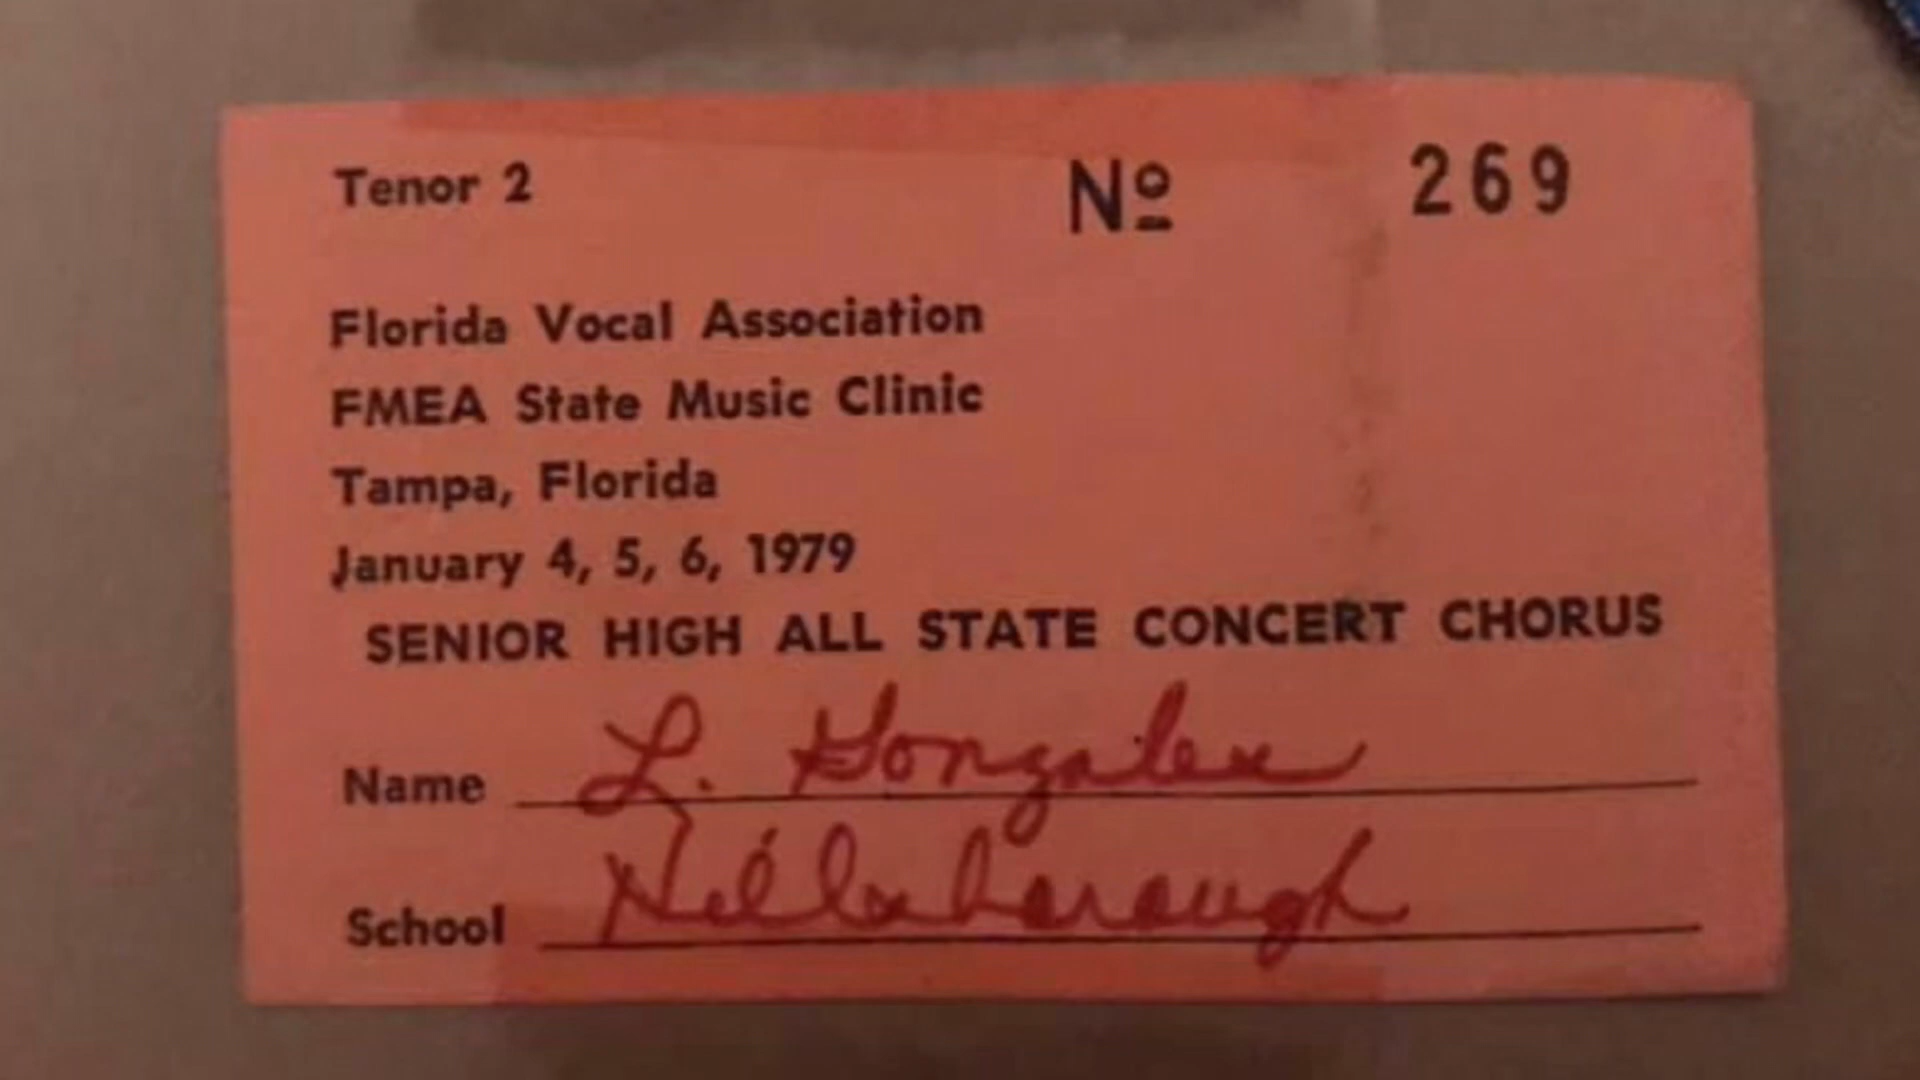 Tenor 2 Nº 269
Florida Vocal Association
FMEA State Music Clinic
Tampa, Florida
January 4, 5, 6, 1979
SENIOR HIGH ALL STATE CONCERT CHORUS
Name L. Gonzalez
School Hillsborough